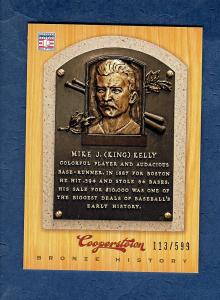 MIKE J. (KING) KELLY
COLORFUL PLAYER AND AUDACIOUS
BASE-RUNNER. IN 1887 FOR BOSTON
HE HIT .394 AND STOLE 84 BASES.
HIS SALE FOR $10,000 WAS ONE
OF THE BIGGEST DEALS OF BASEBALL'S
EARLY HISTORY.
113/599
Cooperstown
BRONZE HISTORY